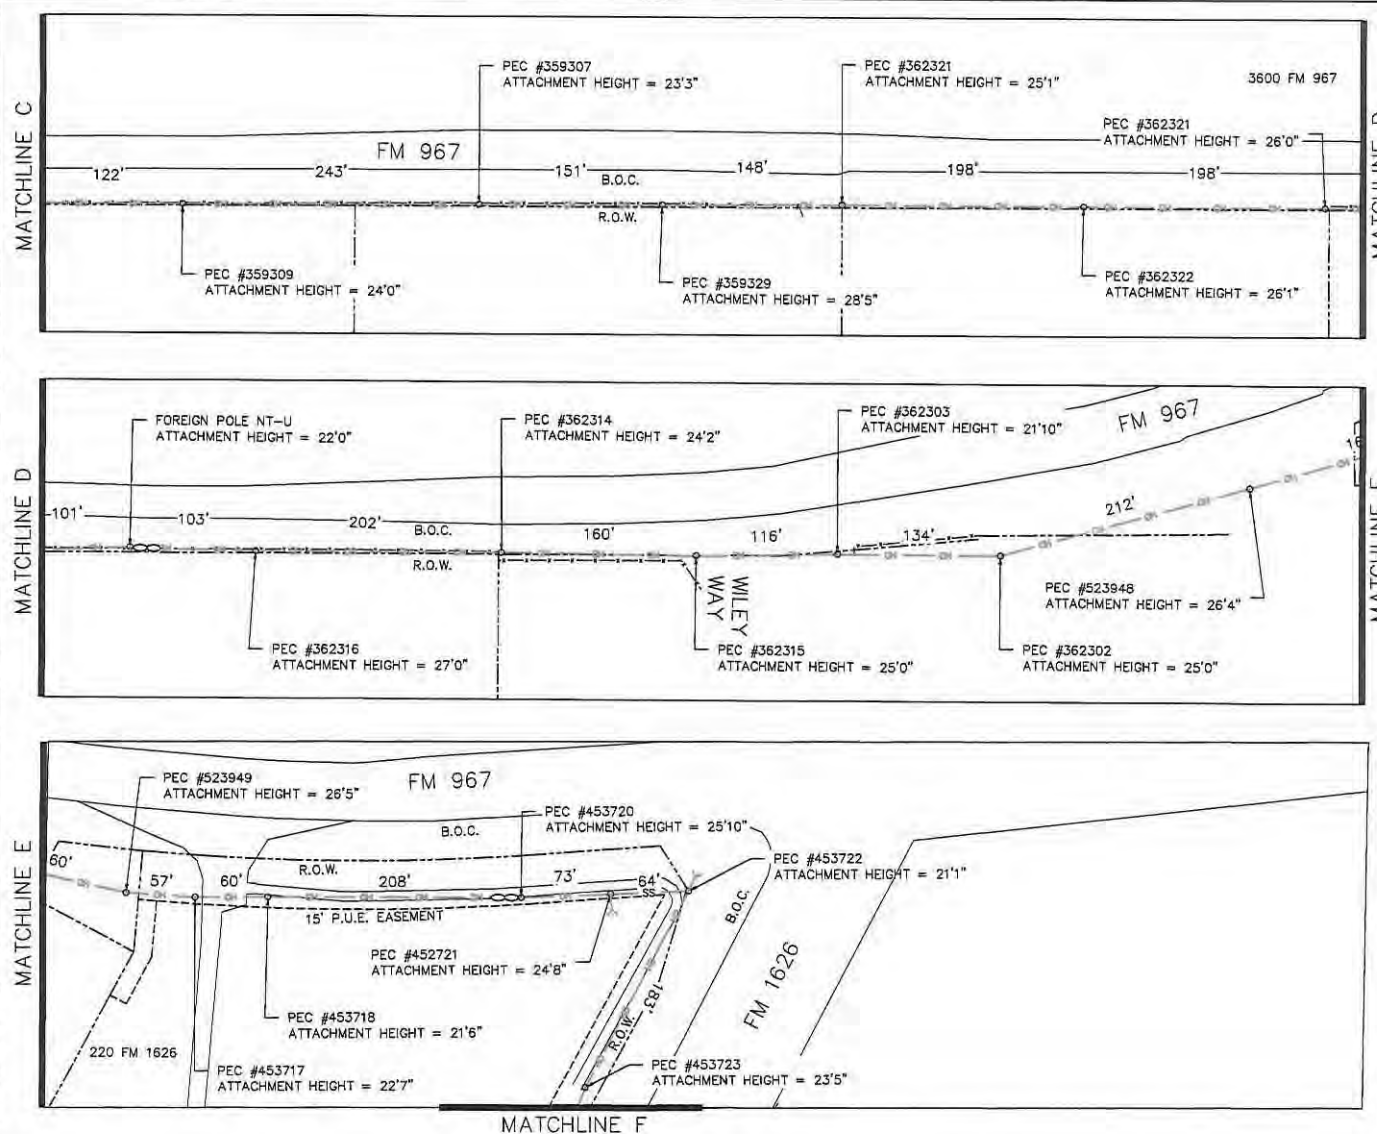 MATCHLINE C
PEC #359307
ATTACHMENT HEIGHT = 23'3"
PEC #362321
ATTACHMENT HEIGHT = 25'1"
3600 FM 967
PEC #362321
ATTACHMENT HEIGHT = 26'0"
FM 967
122'
243'
151'
148'
198'
198'
B.O.C.
R.O.W.
PEC #359309
ATTACHMENT HEIGHT = 24'0"
PEC #359329
ATTACHMENT HEIGHT = 28'5"
PEC #362322
ATTACHMENT HEIGHT = 26'1"
MATCHLINE D
MATCHLINE D
FOREIGN POLE NT-U
ATTACHMENT HEIGHT = 22'0"
PEC #362314
ATTACHMENT HEIGHT = 24'2"
PEC #362303
ATTACHMENT HEIGHT = 21'10"
FM 967
101'
103'
202'
B.O.C.
160'
116'
134'
212'
16
R.O.W.
WILEY
WAY
PEC #523948
ATTACHMENT HEIGHT = 26'4"
PEC #362316
ATTACHMENT HEIGHT = 27'0"
PEC #362315
ATTACHMENT HEIGHT = 25'0"
PEC #362302
ATTACHMENT HEIGHT = 25'0"
MATCHLINE E
MATCHLINE E
PEC #523949
ATTACHMENT HEIGHT = 26'5"
FM 967
PEC #453720
ATTACHMENT HEIGHT = 25'10"
B.O.C.
R.O.W.
PEC #453722
ATTACHMENT HEIGHT = 21'1"
60'
57'
60'
208'
73'
64'
SS
15' P.U.E. EASEMENT
B.O.C.
PEC #452721
ATTACHMENT HEIGHT = 24'8"
183'
R.O.W.
FM 1626
PEC #453718
ATTACHMENT HEIGHT = 21'6"
220 FM 1626
PEC #453717
ATTACHMENT HEIGHT = 22'7"
PEC #453723
ATTACHMENT HEIGHT = 23'5"
MATCHLINE F